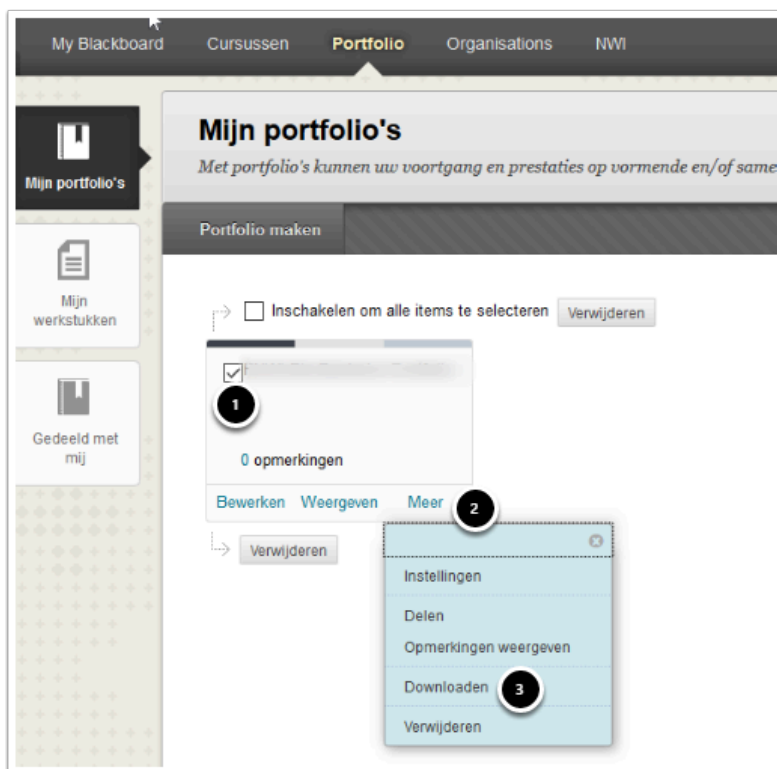 My Blackboard Cursussen Portfolio Organisations NWI
Mijn portfolio's
Mijn portfolio's
Met portfolio's kunnen uw voortgang en prestaties op vormende en/of same
Portfolio maken
Mijn
werkstukken
Inschakelen om alle items te selecteren Verwijderen
1
Gedeeld met
mij
0 opmerkingen
Bewerken Weergeven Meer 2
Verwijderen
Instellingen
Delen
Opmerkingen weergeven
Downloaden 3
Verwijderen